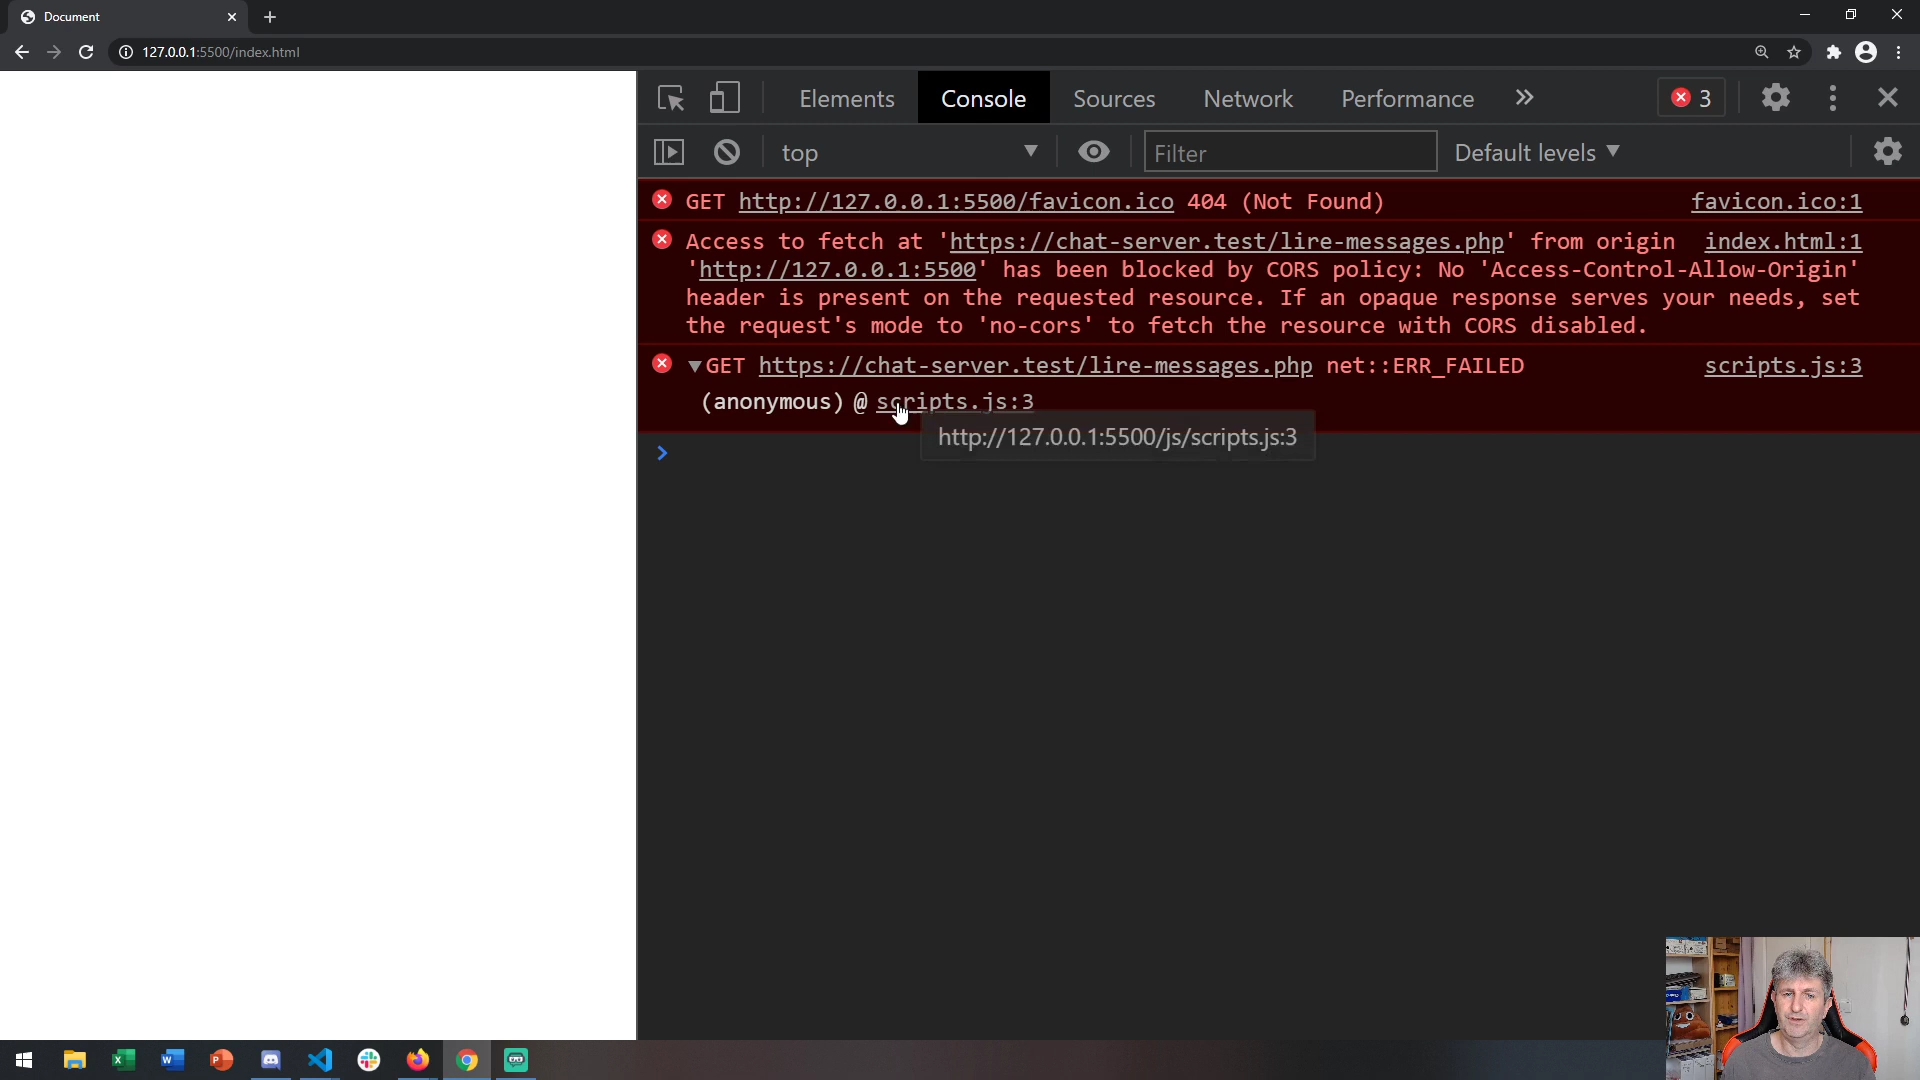 Document
127.0.0.1:5500/index.html
Elements
Console
Sources
Network
Performance
3
top
Filter
Default levels
GET http://127.0.0.1:5500/favicon.ico 404 (Not Found) favicon.ico:1
Access to fetch at 'https://chat-server.test/lire-messages.php' from origin index.html:1
'http://127.0.0.1:5500' has been blocked by CORS policy: No 'Access-Control-Allow-Origin'
header is present on the requested resource. If an opaque response serves your needs, set
the request's mode to 'no-cors' to fetch the resource with CORS disabled.
GET https://chat-server.test/lire-messages.php net::ERR_FAILED scripts.js:3
(anonymous) @ scripts.js:3
http://127.0.0.1:5500/js/scripts.js:3